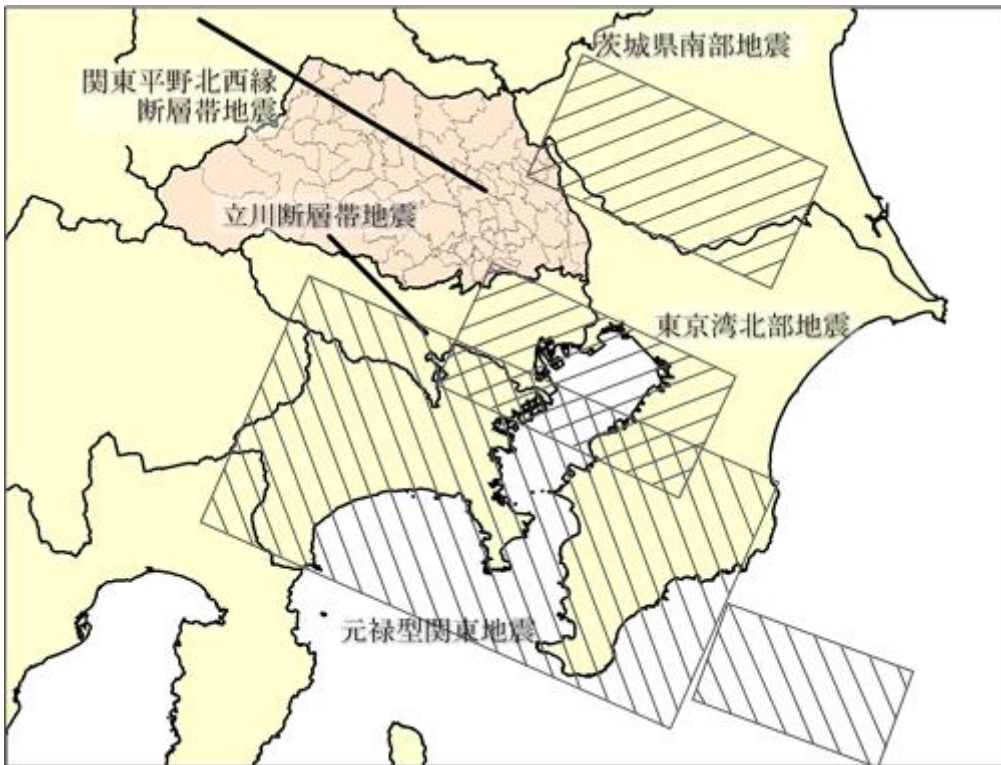 茨城県南部地震
関東平野北西縁
断層帯地震
立川断層帯地震
東京湾北部地震
元禄型関東地震